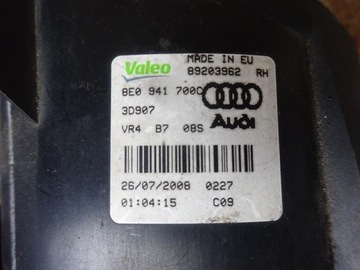 Valeo MADE IN EU
89203962 RH
8E0 941 700C
3D907
VR4 B7 08S Audi
26/07/2008 0227
01:04:15 C09